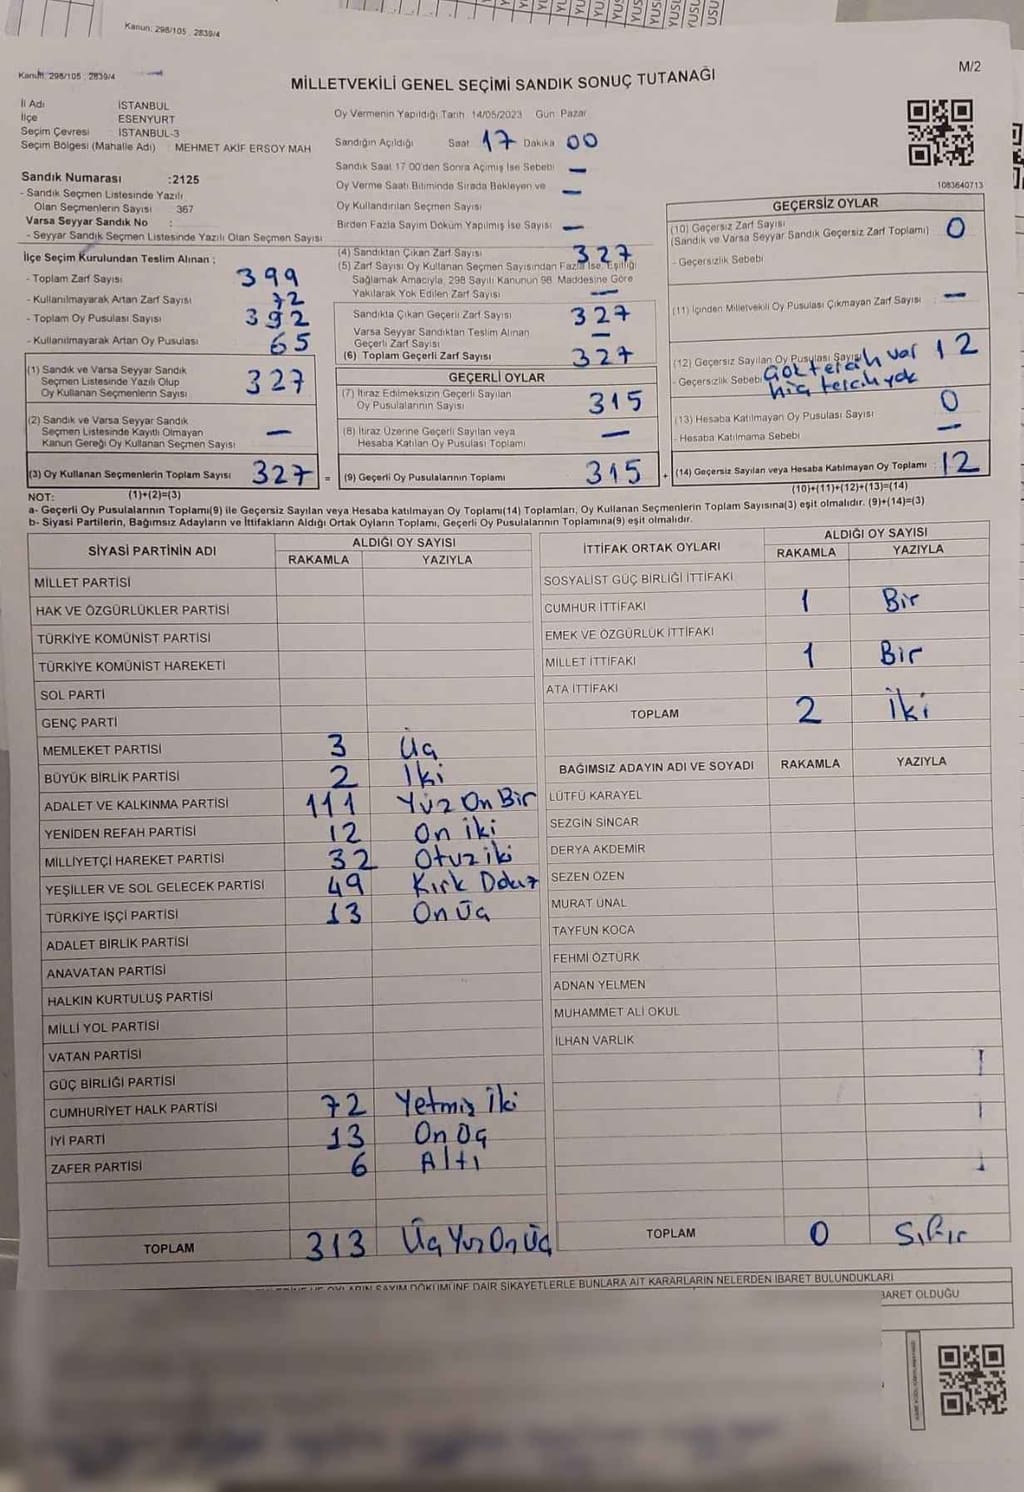 Kanun: 298/105 , 2839/4
Kanun: 298/105 , 2839/4
M/2
MİLLETVEKİLİ GENEL SEÇİMİ SANDIK SONUÇ TUTANAĞI
İl Adı İSTANBUL
İlçe ESENYURT
Seçim Çevresi İSTANBUL-3
Seçim Bölgesi (Mahalle Adı) : MEHMET AKİF ERSOY MAH
Sandık Numarası :2125
- Sandık Seçmen Listesinde Yazılı
Olan Seçmenlerin Sayısı 367
Varsa Seyyar Sandık No :
- Seyyar Sandık Seçmen Listesinde Yazılı Olan Seçmen Sayısı
Oy Vermenin Yapıldığı Tarih 14/05/2023 Gün Pazar
Sandığın Açıldığı Saat 17 Dakika 00
Sandık Saat 17 00'den Sonra Açılmış İse Sebebi —
Oy Verme Saati Bitiminde Sırada Bekleyen ve
Oy Kullandırılan Seçmen Sayısı —
Birden Fazla Sayım Döküm Yapılmış İse Sayısı —
1083640713
İlçe Seçim Kurulundan Teslim Alınan ;
- Toplam Zarf Sayısı 399
- Kullanılmayarak Artan Zarf Sayısı 72
- Toplam Oy Pusulası Sayısı 392
- Kullanılmayarak Artan Oy Pusulası 65
(1) Sandık ve Varsa Seyyar Sandık
Seçmen Listesinde Yazılı Olup
Oy Kullanan Seçmenlerin Sayısı 327
(2) Sandık ve Varsa Seyyar Sandık
Seçmen Listesinde Kayıtlı Olmayan
Kanun Gereği Oy Kullanan Seçmen Sayısı —
(3) Oy Kullanan Seçmenlerin Toplam Sayısı 327 =
(4) Sandıktan Çıkan Zarf Sayısı 327
(5) Zarf Sayısı Oy Kullanan Seçmen Sayısından Fazla İse, Eşitliği
Sağlamak Amacıyla, 298 Sayılı Kanunun 98. Maddesine Göre
Yakılarak Yok Edilen Zarf Sayısı —
Sandıkta Çıkan Geçerli Zarf Sayısı 327
Varsa Seyyar Sandıktan Teslim Alınan
Geçerli Zarf Sayısı —
(6) Toplam Geçerli Zarf Sayısı 327
GEÇERLİ OYLAR
(7) İtiraz Edilmeksizin Geçerli Sayılan
Oy Pusulalarının Sayısı 315
(8) İtiraz Üzerine Geçerli Sayılan veya
Hesaba Katılan Oy Pusulası Toplamı —
(9) Geçerli Oy Pusulalarının Toplamı 315 +
GEÇERSİZ OYLAR
(10) Geçersiz Zarf Sayısı 0
(Sandık ve Varsa Seyyar Sandık Geçersiz Zarf Toplamı)
- Geçersizlik Sebebi
(11) İçinden Milletvekili Oy Pusulası Çıkmayan Zarf Sayısı —
(12) Geçersiz Sayılan Oy Pusulası Sayısı 12
- Geçersizlik Sebebi Çok tercih var
hiç tercih yok
(13) Hesaba Katılmayan Oy Pusulası Sayısı 0
- Hesaba Katılmama Sebebi —
(14) Geçersiz Sayılan veya Hesaba Katılmayan Oy Toplamı : 12
(10)+(11)+(12)+(13)=(14)
NOT: (1)+(2)=(3)
a- Geçerli Oy Pusulalarının Toplamı(9) ile Geçersiz Sayılan veya Hesaba katılmayan Oy Toplamı(14) Toplamları, Oy Kullanan Seçmenlerin Toplam Sayısına(3) eşit olmalıdır. (9)+(14)=(3)
b- Siyasi Partilerin, Bağımsız Adayların ve İttifakların Aldığı Ortak Oyların Toplamı, Geçerli Oy Pusulalarının Toplamına(9) eşit olmalıdır.
SİYASİ PARTİNİN ADI ALDIĞI OY SAYISI
RAKAMLA YAZIYLA
MİLLET PARTİSİ
HAK VE ÖZGÜRLÜKLER PARTİSİ
TÜRKİYE KOMÜNİST PARTİSİ
TÜRKİYE KOMÜNİST HAREKETİ
SOL PARTİ
GENÇ PARTİ
MEMLEKET PARTİSİ 3 Üç
BÜYÜK BİRLİK PARTİSİ 2 İki
ADALET VE KALKINMA PARTİSİ 111 Yüz On Bir
YENİDEN REFAH PARTİSİ 12 On iki
MİLLİYETÇİ HAREKET PARTİSİ 32 Otuz iki
YEŞİLLER VE SOL GELECEK PARTİSİ 49 Kırk Dokuz
TÜRKİYE İŞÇİ PARTİSİ 13 On Üç
ADALET BİRLİK PARTİSİ
ANAVATAN PARTİSİ
HALKIN KURTULUŞ PARTİSİ
MİLLİ YOL PARTİSİ
VATAN PARTİSİ
GÜÇ BİRLİĞİ PARTİSİ
CUMHURİYET HALK PARTİSİ 72 Yetmiş İki
İYİ PARTİ 13 On Üç
ZAFER PARTİSİ 6 Altı
TOPLAM 313 Üç Yüz On Üç
İTTİFAK ORTAK OYLARI ALDIĞI OY SAYISI
RAKAMLA YAZIYLA
SOSYALİST GÜÇ BİRLİĞİ İTTİFAKI
CUMHUR İTTİFAKI 1 Bir
EMEK VE ÖZGÜRLÜK İTTİFAKI
MİLLET İTTİFAKI 1 Bir
ATA İTTİFAKI
TOPLAM 2 İki
BAĞIMSIZ ADAYIN ADI VE SOYADI RAKAMLA YAZIYLA
LÜTFÜ KARAYEL
SEZGİN SİNCAR
DERYA AKDEMİR
SEZEN ÖZEN
MURAT ÜNAL
TAYFUN KOCA
FEHMİ ÖZTÜRK
ADNAN YELMEN
MUHAMMET ALİ OKUL
İLHAN VARLIK
TOPLAM 0 Sıfır
OYLARIN SAYIM DÖKÜMÜNE DAİR ŞİKAYETLERLE BUNLARA AİT KARARLARIN NELERDEN İBARET BULUNDUKLARI
BARET OLDUĞU